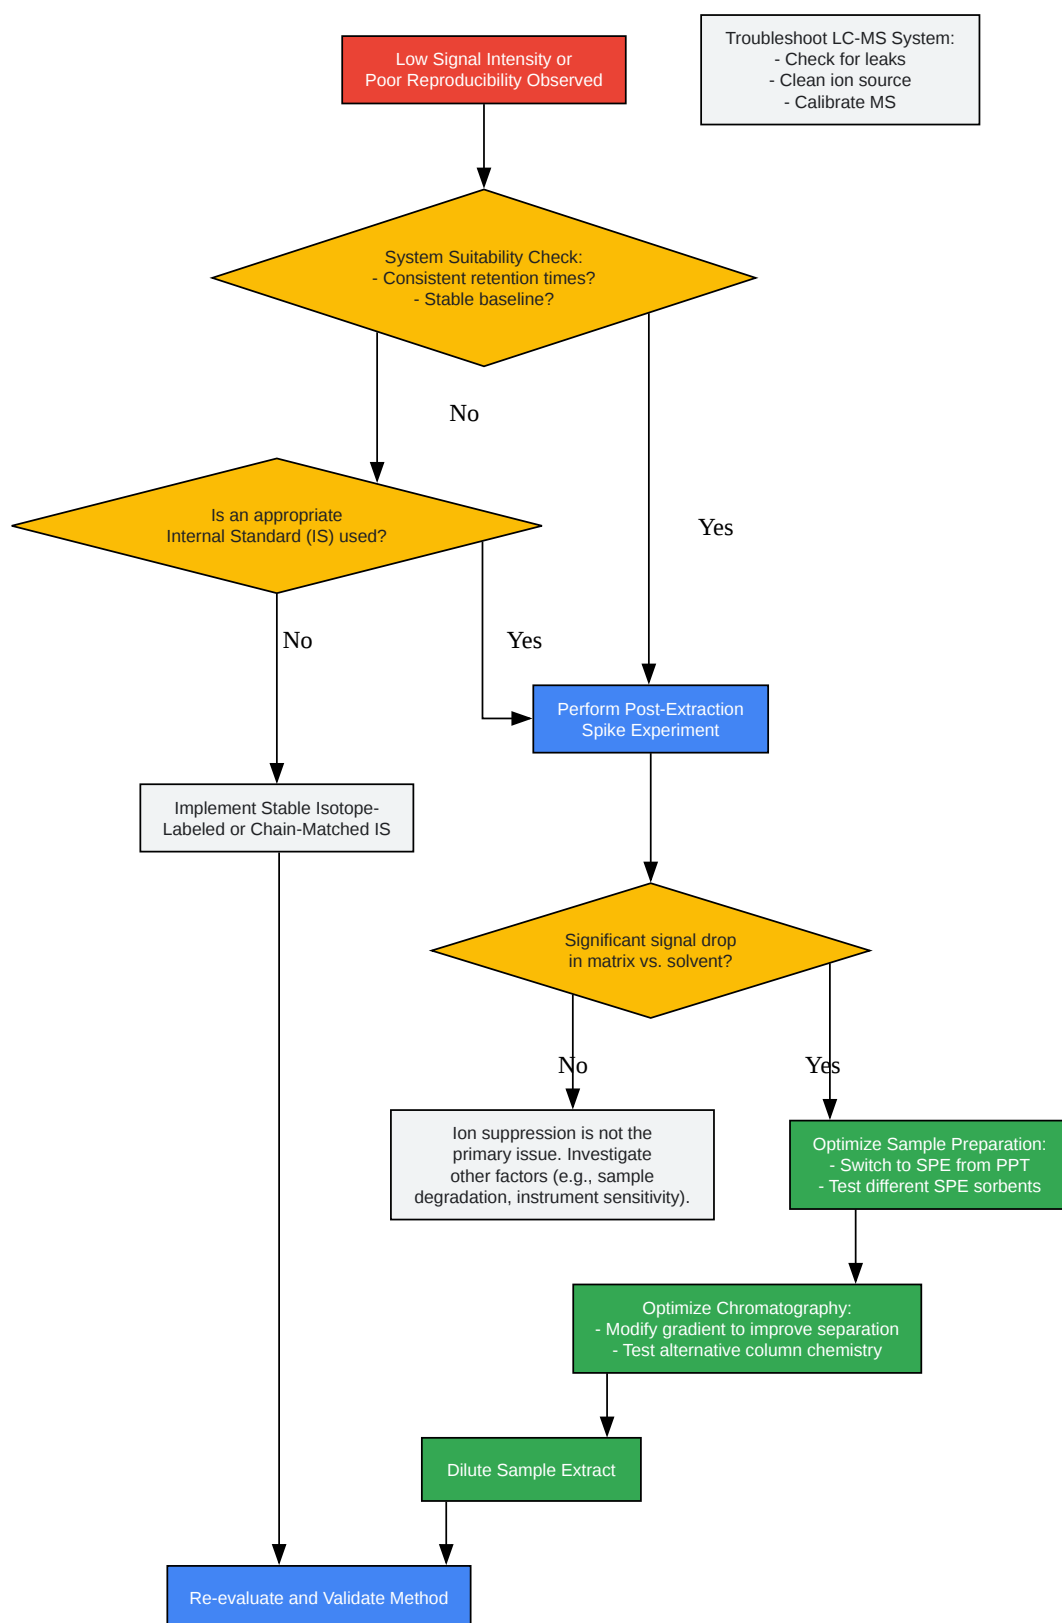 Low Signal Intensity or
Poor Reproducibility Observed
Troubleshoot LC-MS System:
- Check for leaks
- Clean ion source
- Calibrate MS
System Suitability Check:
- Consistent retention times?
- Stable baseline?
No
Yes
Is an appropriate
Internal Standard (IS) used?
No
Yes
Perform Post-Extraction
Spike Experiment
Implement Stable Isotope-
Labeled or Chain-Matched IS
Significant signal drop
in matrix vs. solvent?
No
Yes
Ion suppression is not the
primary issue. Investigate
other factors (e.g., sample
degradation, instrument sensitivity).
Optimize Sample Preparation:
- Switch to SPE from PPT
- Test different SPE sorbents
Optimize Chromatography:
- Modify gradient to improve separation
- Test alternative column chemistry
Dilute Sample Extract
Re-evaluate and Validate Method